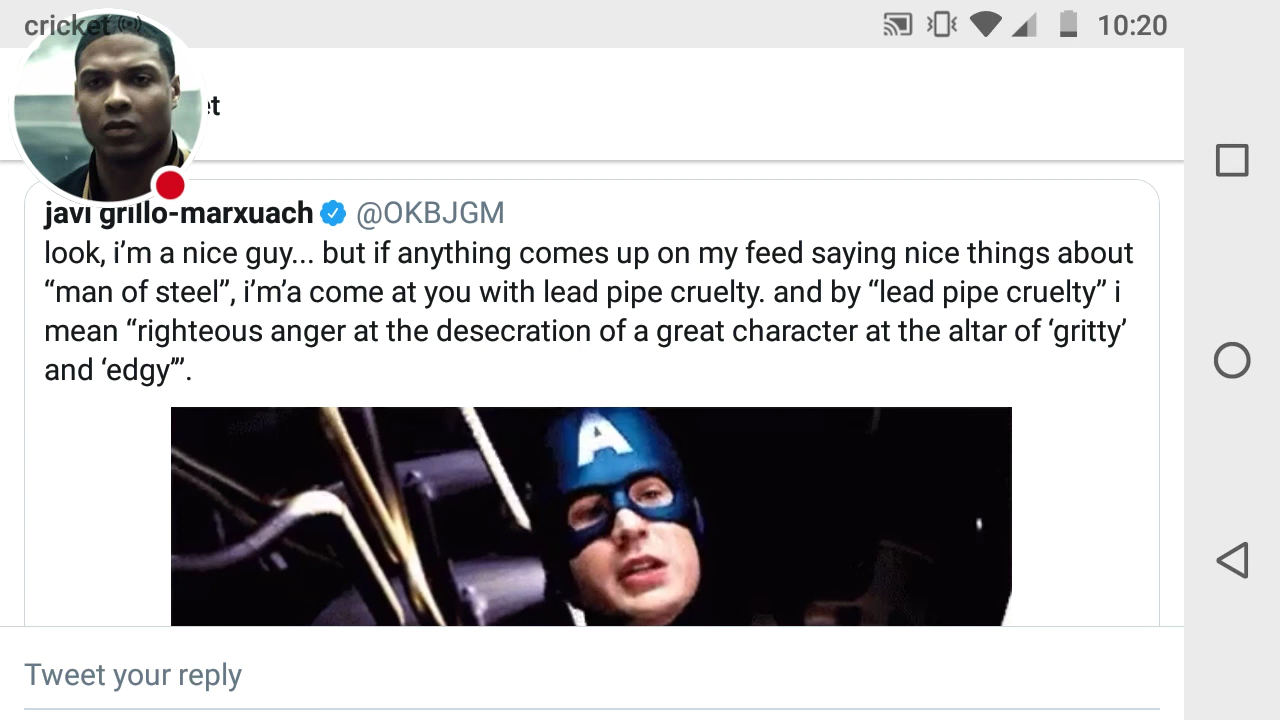 cricket
10:20
et
javi grillo-marxuach @OKBJGM
look, i’m a nice guy... but if anything comes up on my feed saying nice things about
“man of steel”, i’m’a come at you with lead pipe cruelty. and by “lead pipe cruelty” i
mean “righteous anger at the desecration of a great character at the altar of ‘gritty’
and ‘edgy’”.
A
Tweet your reply